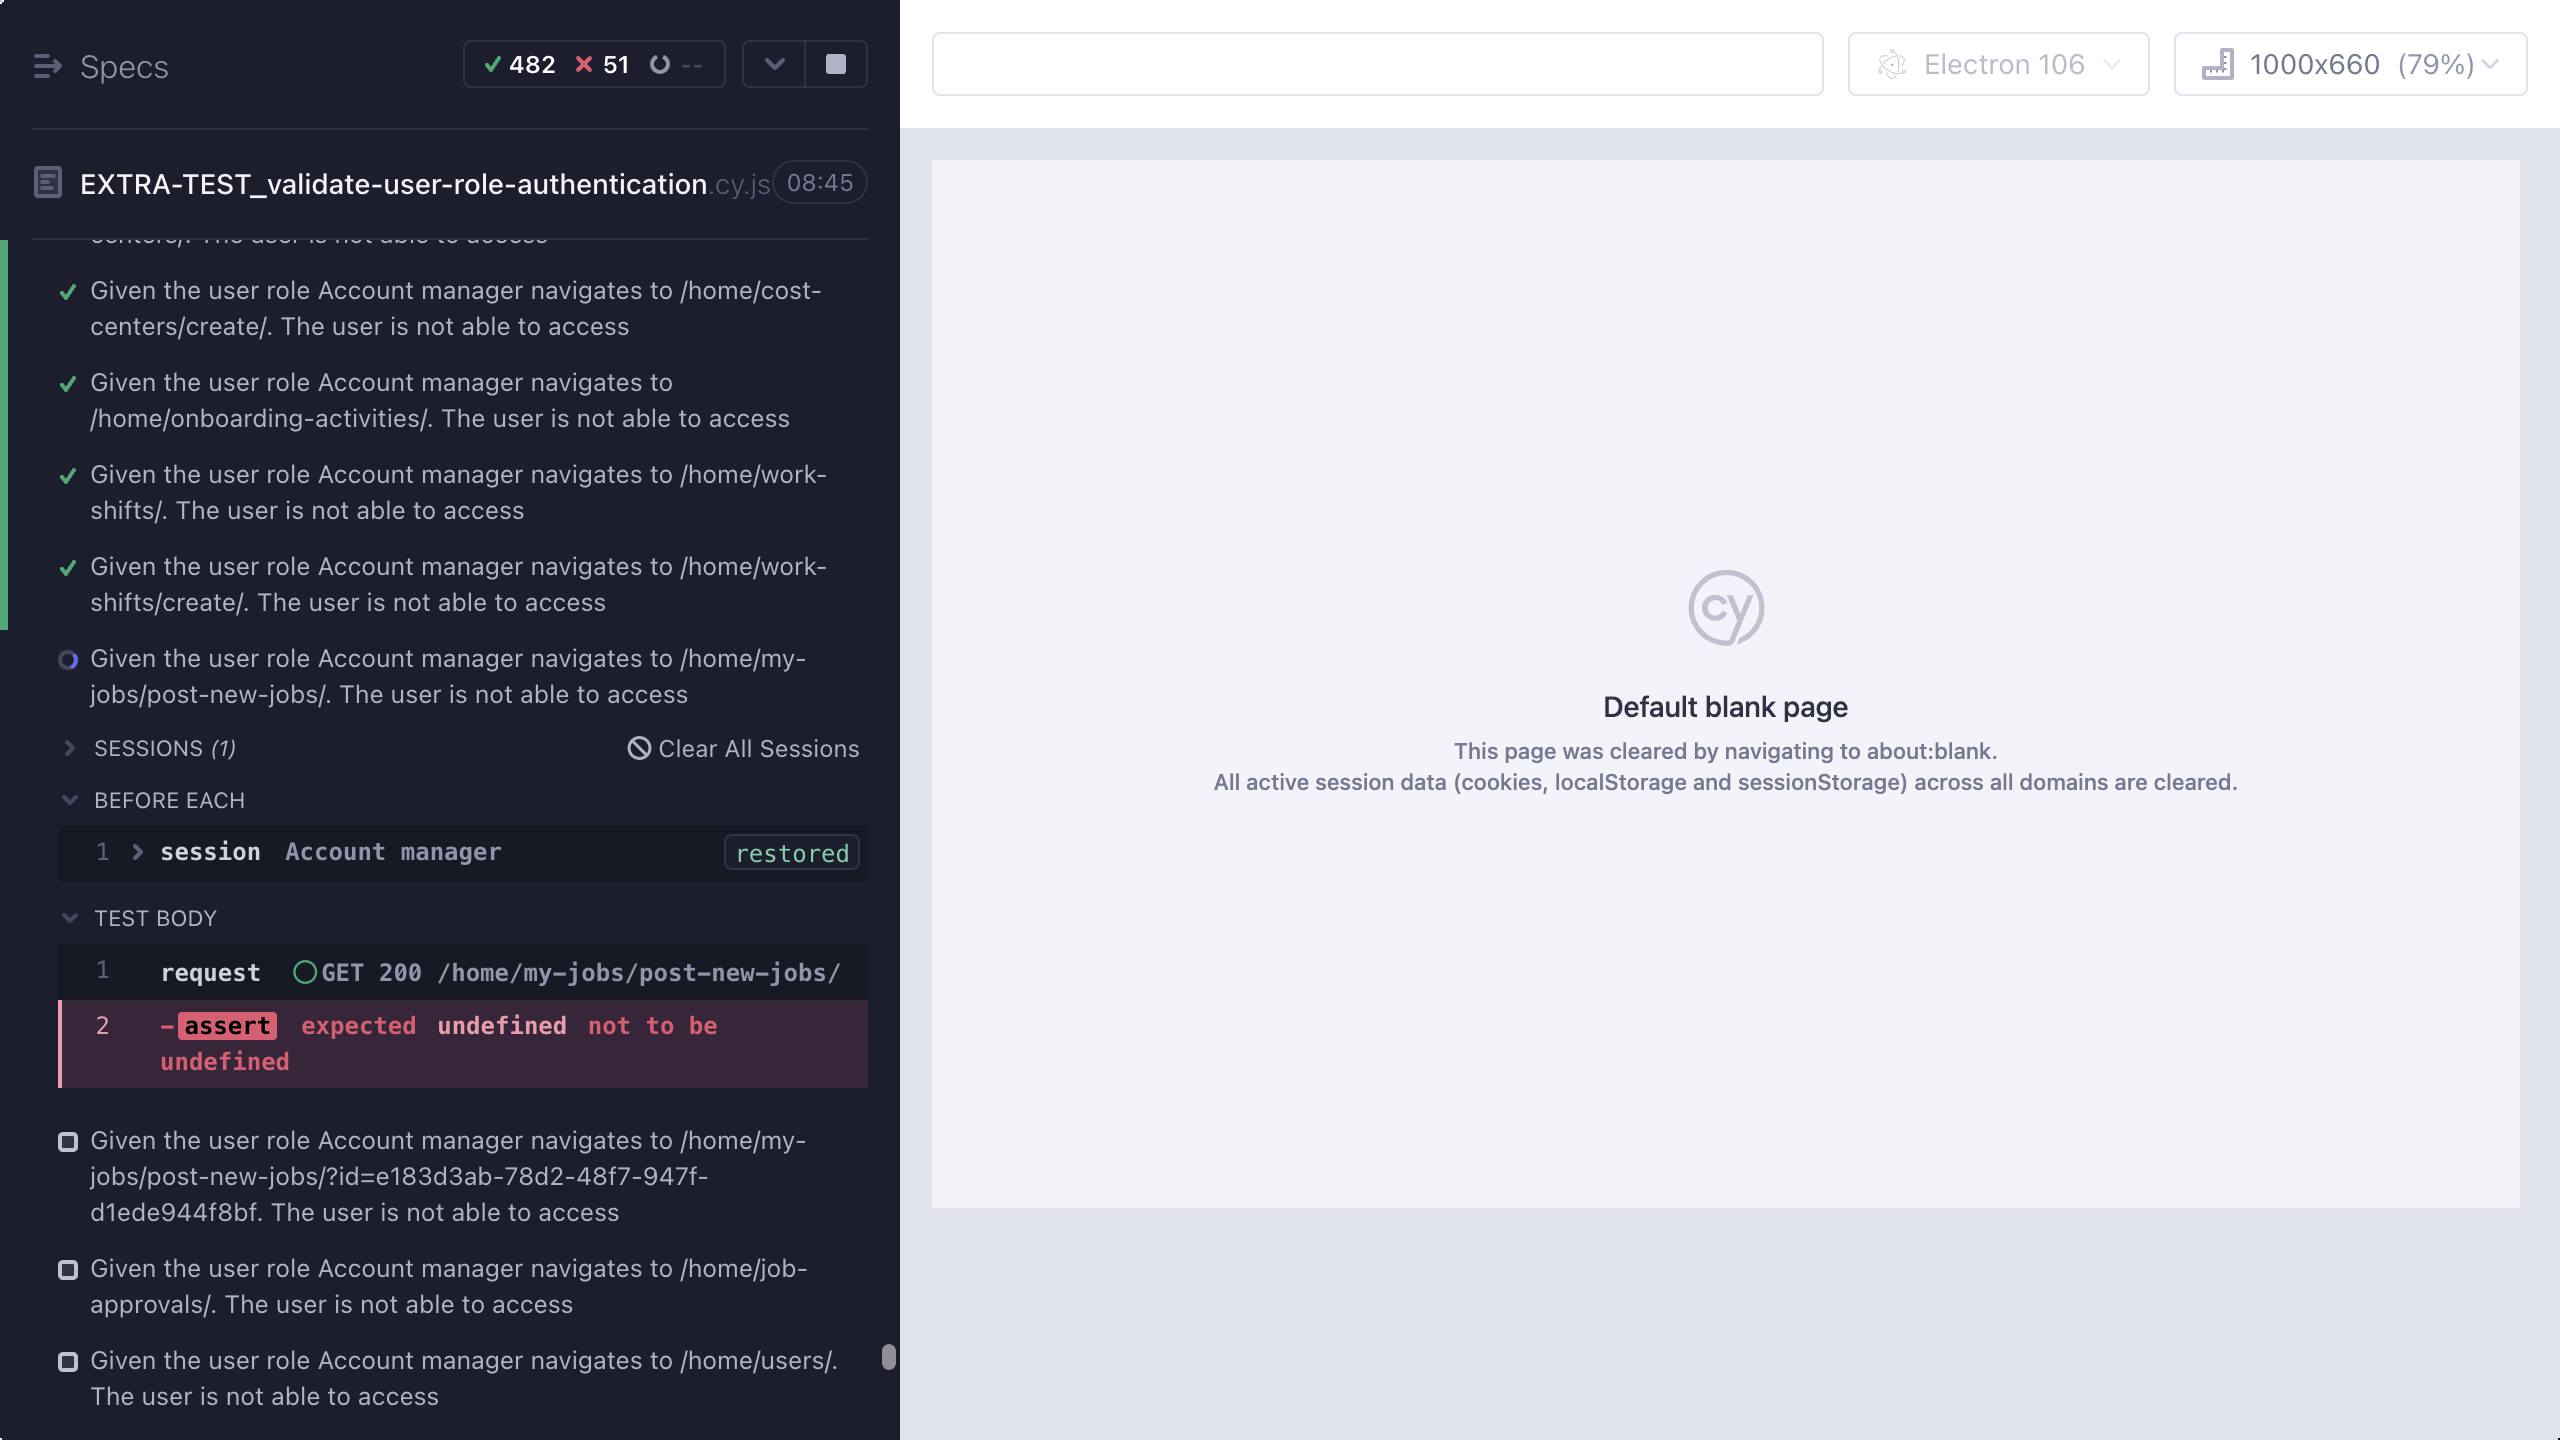 Specs
482 51 --
EXTRA-TEST_validate-user-role-authentication.cy.js 08:45
centers/. The user is not able to access
Given the user role Account manager navigates to /home/cost-
centers/create/. The user is not able to access
Given the user role Account manager navigates to
/home/onboarding-activities/. The user is not able to access
Given the user role Account manager navigates to /home/work-
shifts/. The user is not able to access
Given the user role Account manager navigates to /home/work-
shifts/create/. The user is not able to access
Given the user role Account manager navigates to /home/my-
jobs/post-new-jobs/. The user is not able to access
SESSIONS (1) Clear All Sessions
BEFORE EACH
1 session Account manager restored
TEST BODY
1 request GET 200 /home/my-jobs/post-new-jobs/
2 -assert expected undefined not to be
undefined
Given the user role Account manager navigates to /home/my-
jobs/post-new-jobs/?id=e183d3ab-78d2-48f7-947f-
d1ede944f8bf. The user is not able to access
Given the user role Account manager navigates to /home/job-
approvals/. The user is not able to access
Given the user role Account manager navigates to /home/users/.
The user is not able to access
Electron 106
1000x660 (79%)
cy
Default blank page
This page was cleared by navigating to about:blank.
All active session data (cookies, localStorage and sessionStorage) across all domains are cleared.